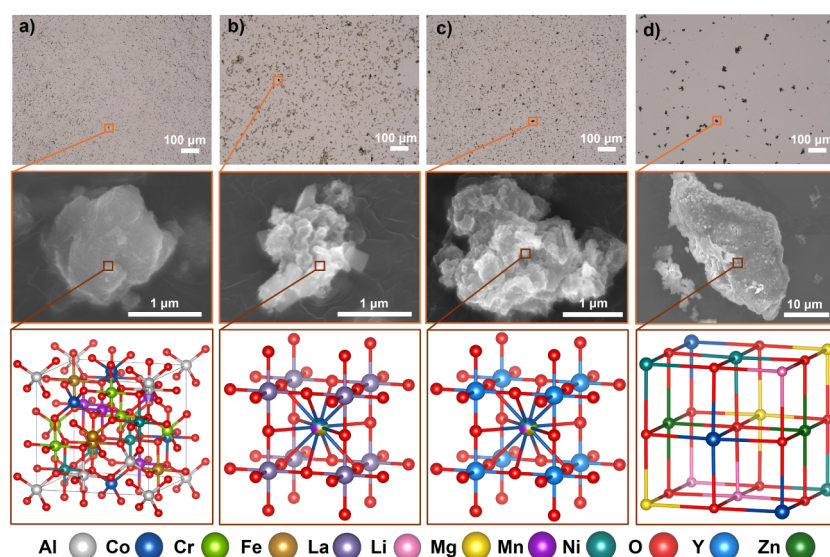 a) b) c) d)
100 µm 100 µm 100 µm 100 µm
1 µm 1 µm 1 µm 10 µm
Al Co Cr Fe La Li Mg Mn Ni O Y Zn